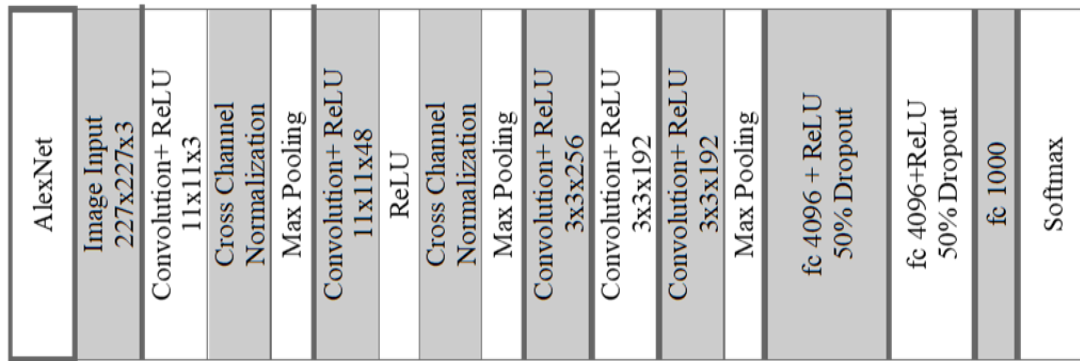 AlexNet
Image Input
227x227x3
Convolution+ ReLU
11x11x3
Cross Channel
Normalization
Max Pooling
Convolution+ ReLU
11x11x48
ReLU
Cross Channel
Normalization
Max Pooling
Convolution+ ReLU
3x3x256
Convolution+ ReLU
3x3x192
Convolution+ ReLU
3x3x192
Max Pooling
fc 4096 + ReLU
50% Dropout
fc 4096+ReLU
50% Dropout
fc 1000
Softmax